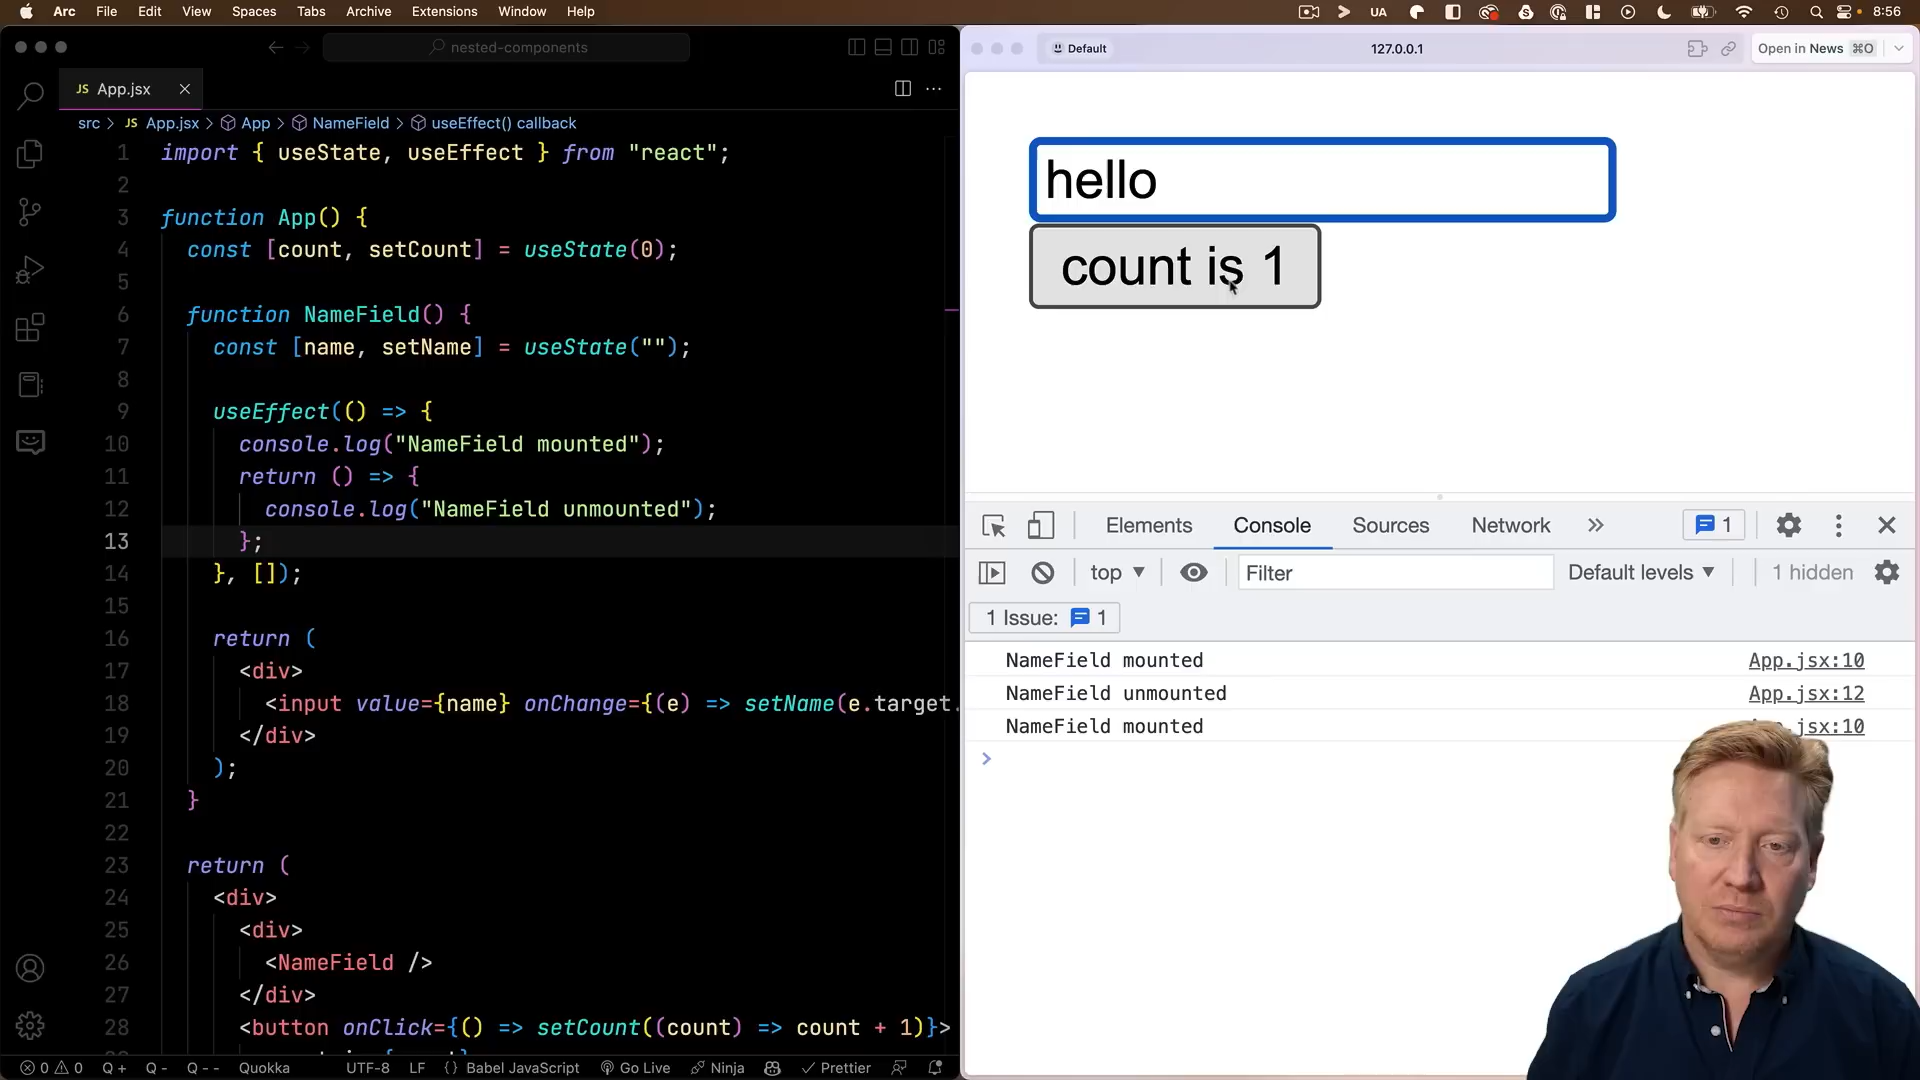 Arc File Edit View Spaces Tabs Archive Extensions Window Help UA 8:56
nested-components
JS App.jsx
src > JS App.jsx > App > NameField > useEffect() callback
1 import { useState, useEffect } from "react";
2
3 function App() {
4 const [count, setCount] = useState(0);
5
6 function NameField() {
7 const [name, setName] = useState("");
8
9 useEffect(() => {
10 console.log("NameField mounted");
11 return () => {
12 console.log("NameField unmounted");
13 };
14 }, []);
15
16 return (
17 <div>
18 <input value={name} onChange={(e) => setName(e.target.
19 </div>
20 );
21 }
22
23 return (
24 <div>
25 <div>
26 <NameField />
27 </div>
28 <button onClick={() => setCount((count) => count + 1)}>
0 0 Q + Q - Q - - Quokka UTF-8 LF {} Babel JavaScript Go Live Ninja Prettier
Default 127.0.0.1 Open in News ⌘O
hello
count is 1
Elements Console Sources Network » 1
top ▼ Filter Default levels ▼ 1 hidden
1 Issue: 1
NameField mounted App.jsx:10
NameField unmounted App.jsx:12
NameField mounted App.jsx:10
>